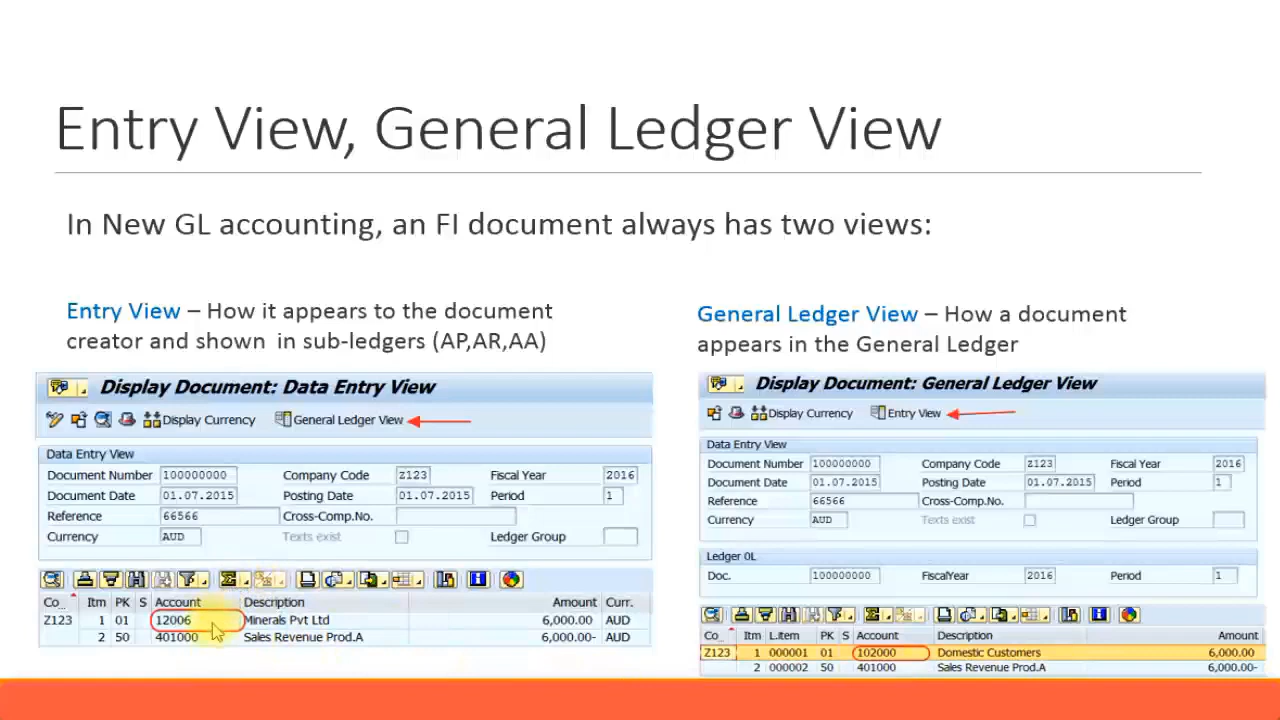 Entry View, General Ledger View
In New GL accounting, an FI document always has two views:
Entry View – How it appears to the document
creator and shown in sub-ledgers (AP,AR,AA)
Display Document: Data Entry View
Display Currency General Ledger View
Data Entry View
Document Number 100000000 Company Code Z123 Fiscal Year 2016
Document Date 01.07.2015 Posting Date 01.07.2015 Period 1
Reference 66566 Cross-Comp.No.
Currency AUD Texts exist Ledger Group
Co... Itm PK S Account Description Amount Curr.
Z123 1 01 12006 Minerals Pvt Ltd 6,000.00 AUD
2 50 401000 Sales Revenue Prod.A 6,000.00- AUD
General Ledger View – How a document
appears in the General Ledger
Display Document: General Ledger View
Display Currency Entry View
Data Entry View
Document Number 100000000 Company Code Z123 Fiscal Year 2016
Document Date 01.07.2015 Posting Date 01.07.2015 Period 1
Reference 66566 Cross-Comp.No.
Currency AUD Texts exist Ledger Group
Ledger 0L
Doc. 100000000 FiscalYear 2016 Period 1
Co... Itm L.item PK S Account Description Amount
Z123 1 000001 01 102000 Domestic Customers 6,000.00
2 000002 50 401000 Sales Revenue Prod.A 6,000.00-